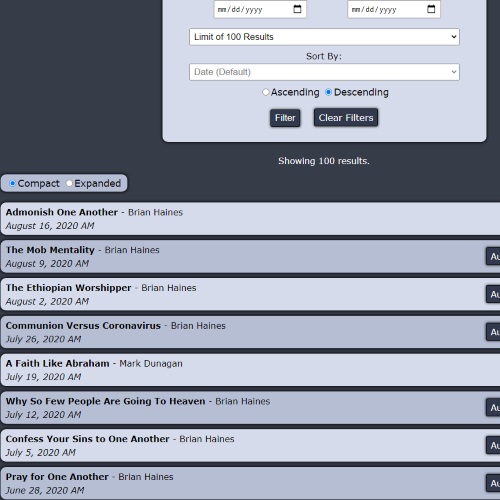 mm/dd/yyyy mm/dd/yyyy
Limit of 100 Results
Sort By:
Date (Default)
Ascending Descending
Filter Clear Filters
Showing 100 results.
Compact Expanded
Admonish One Another - Brian Haines
August 16, 2020 AM
The Mob Mentality - Brian Haines
August 9, 2020 AM
Au
The Ethiopian Worshipper - Brian Haines
August 2, 2020 AM
Au
Communion Versus Coronavirus - Brian Haines
July 26, 2020 AM
Au
A Faith Like Abraham - Mark Dunagan
July 19, 2020 AM
Why So Few People Are Going To Heaven - Brian Haines
July 12, 2020 AM
Au
Confess Your Sins to One Another - Brian Haines
July 5, 2020 AM
Au
Pray for One Another - Brian Haines
June 28, 2020 AM
Au